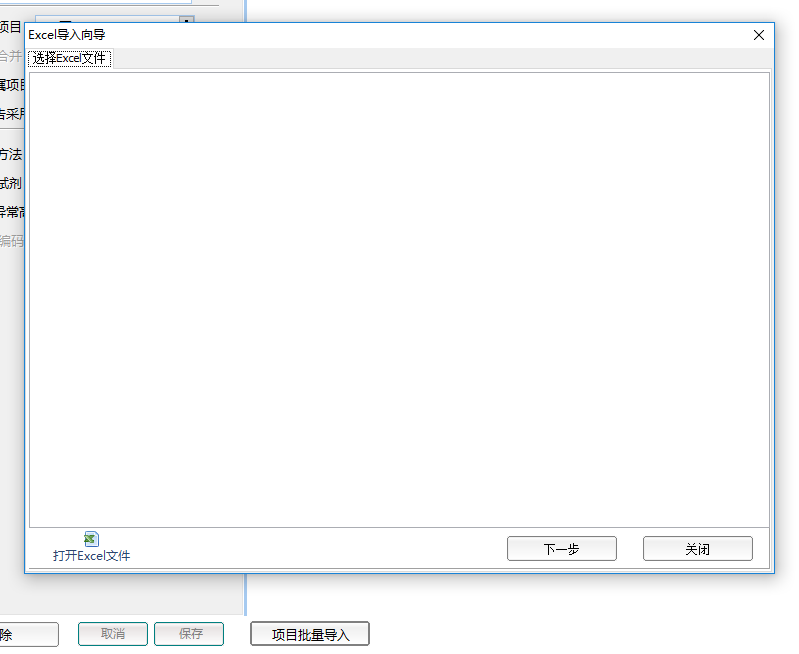 项目
Excel导入向导
选择Excel文件
合并
属项目
告采用
方法
试剂
异常高
编码
打开Excel文件
下一步
关闭
除
取消
保存
项目批量导入